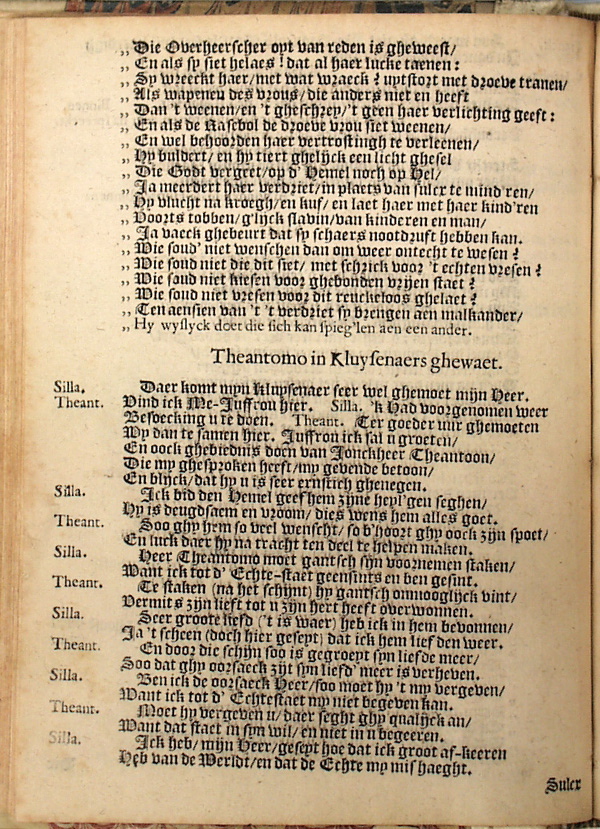 „ Die Overheerscher opt van reden is gheweest/
„ En als sy siet helaes! dat al haer lucke taenen:
„ Sy wreeckt haer/met wat wraeck? uytstort met droeve tranen/
„ Als wapenen des vrous/die anders niet en heeft
„ Dan 't weenen/en 't gheschrey/'t geen haer verlichting geeft:
„ En als de Kasebol de droeve vrou siet weenen/
„ En wel behoorden haer vertrostingh te verleenen/
„ Hy buldert/en hy tiert ghelijck een licht ghesel
„ Die Godt vergeet/op d' Hemel noch op Hel/
„ Ja meerdert haer verdriet/in plaets van sulcx te mind'ren/
„ Hy vlucht na kroegh/en kuf/en laet haer met haer kind'ren
„ Voorts tobben/g'lijck slavin/van kinderen en man/
„ Ja vaeck ghebeurt dat sy schaers nootdruft hebben kan.
„ Wie soud' niet wenschen dan om weer ontecht te wesen?
„ Wie soud niet die dit siet/ met schrick voor 't echten vresen?
„ Wie soud niet kiesen voor ghebonden vryen staet?
„ Wie soud niet vresen voor dit reuckeloos ghelaet?
„ Ten aensien van 't 't verdriet sy brengen aen malkander/
„ Hy wyslyck doet die sich kan spieg'len aen een ander.
Theantomo in Kluysenaers ghewaet.
Silla. Daer komt myn Kluysenaer seer wel ghemoet mijn Heer.
Theant. Vind ick Me-Juffrou hier. Silla. 'k Had voorgenomen weer
Besoecking u te doen. Theant. Ter goeder uur ghemoeten
Wy dan te samen hier. Juffrou ick sal u groeten/
En oock ghebiednis doen van Jonckheer Theantoon/
Die my ghesproken heeft/my gevende betoon/
En blijck/dat hy u is seer ernstich ghenegen.
Silla. Ick bid den Hemel geef hem zijne heyl'gen seghen/
Hy is deugdsaem en vroom/dies wens hem alles goet.
Theant. Soo ghy hem so veel wenscht/ so b'hoort ghy oock zijn spoet/
En luck daer hy na tracht ten deel te helpen maken.
Silla. Heer Theantomo moet gantsch syn voornemen staken/
Want ick tot d' Echte-staet geensints en ben gesint.
Theant. Te staken (na het schijnt) hy gantsch onmooglijck vint/
Vermits zijn lieft tot u zijn hert heeft overwonnen.
Silla. Seer groote liefd ('t is waer) heb ick in hem bevonnen/
Ja 't scheen (doch hier geseyt) dat ick hem lief den weer.
Theant. En door die schijn soo is gegroeyt syn liefde meer/
Soo dat ghy oorsaeck zijt syn liefd' meer is verheven.
Silla. Ben ick de oorsaeck Heer/soo moet hy 't my vergeven/
Want ick tot d' Echtestaet my niet begeven kan.
Theant. Moet hy vergeven u/ daer seght ghy qualijck an/
Want dat staet in syn wil/ en niet in u begeeren.
Silla. Ick heb/ mijn Heer/geseyt hoe dat ick groot af-keeren
Heb van de Werldt/en dat de Echte my mishaeght.
Sulcx